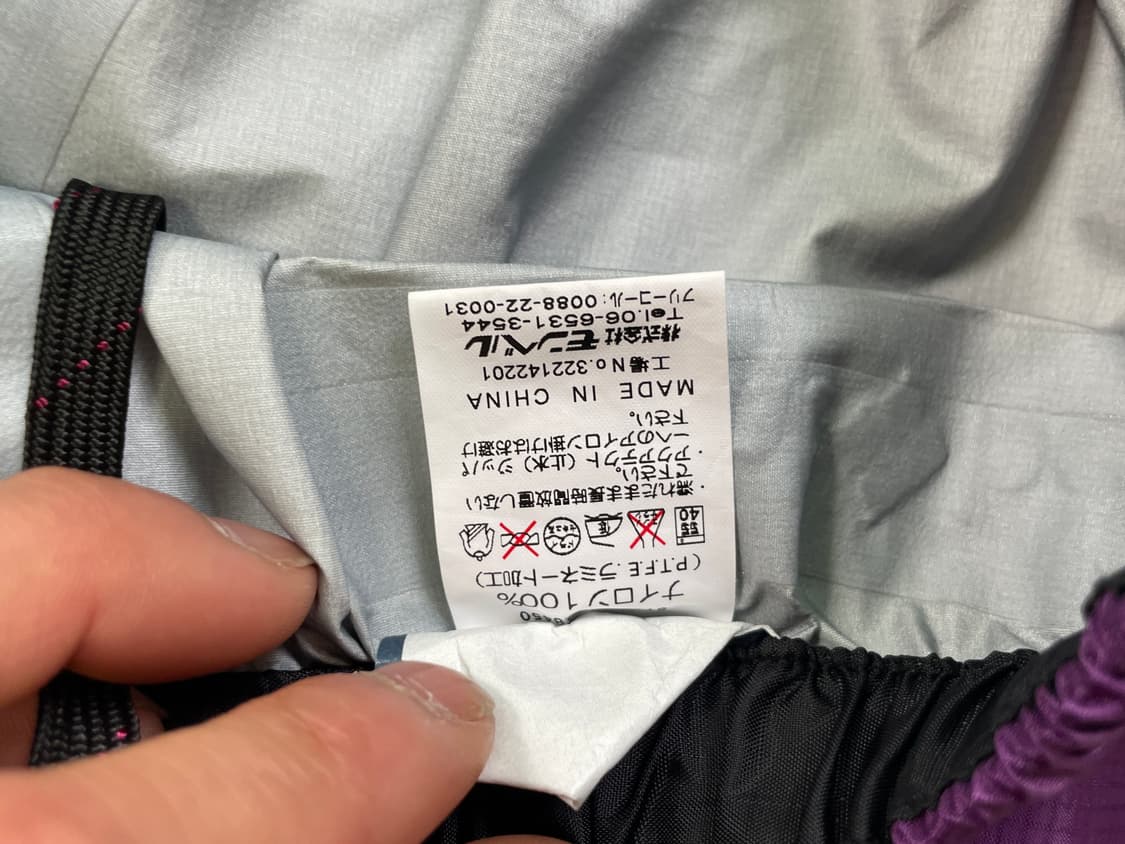 ナイロン100%
(P.T.F.E.ラミネート加工)
40
・濡れたまま長時間放置しない
で下さい。
・アクアテクト（止水）ジッパ
ーへのアイロン掛けはお避け
下さい。
MADE IN CHINA
工場No.322142201
株式会社モンベル
Tel.06-6531-3544
フリーコール:0088-22-0031